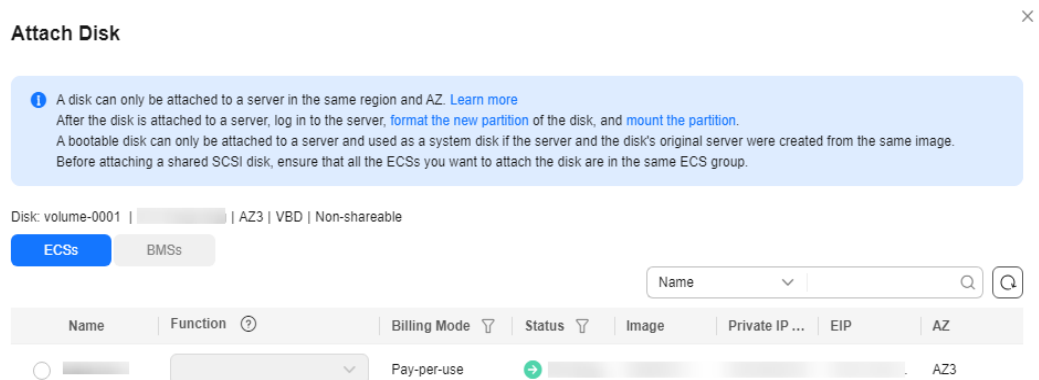 Attach Disk
A disk can only be attached to a server in the same region and AZ. Learn more
After the disk is attached to a server, log in to the server, format the new partition of the disk, and mount the partition.
A bootable disk can only be attached to a server and used as a system disk if the server and the disk's original server were created from the same image.
Before attaching a shared SCSI disk, ensure that all the ECSs you want to attach the disk are in the same ECS group.
Disk: volume-0001 | | AZ3 | VBD | Non-shareable
ECSs BMSs
Name
Name Function Billing Mode Status Image Private IP ... EIP AZ
Pay-per-use AZ3